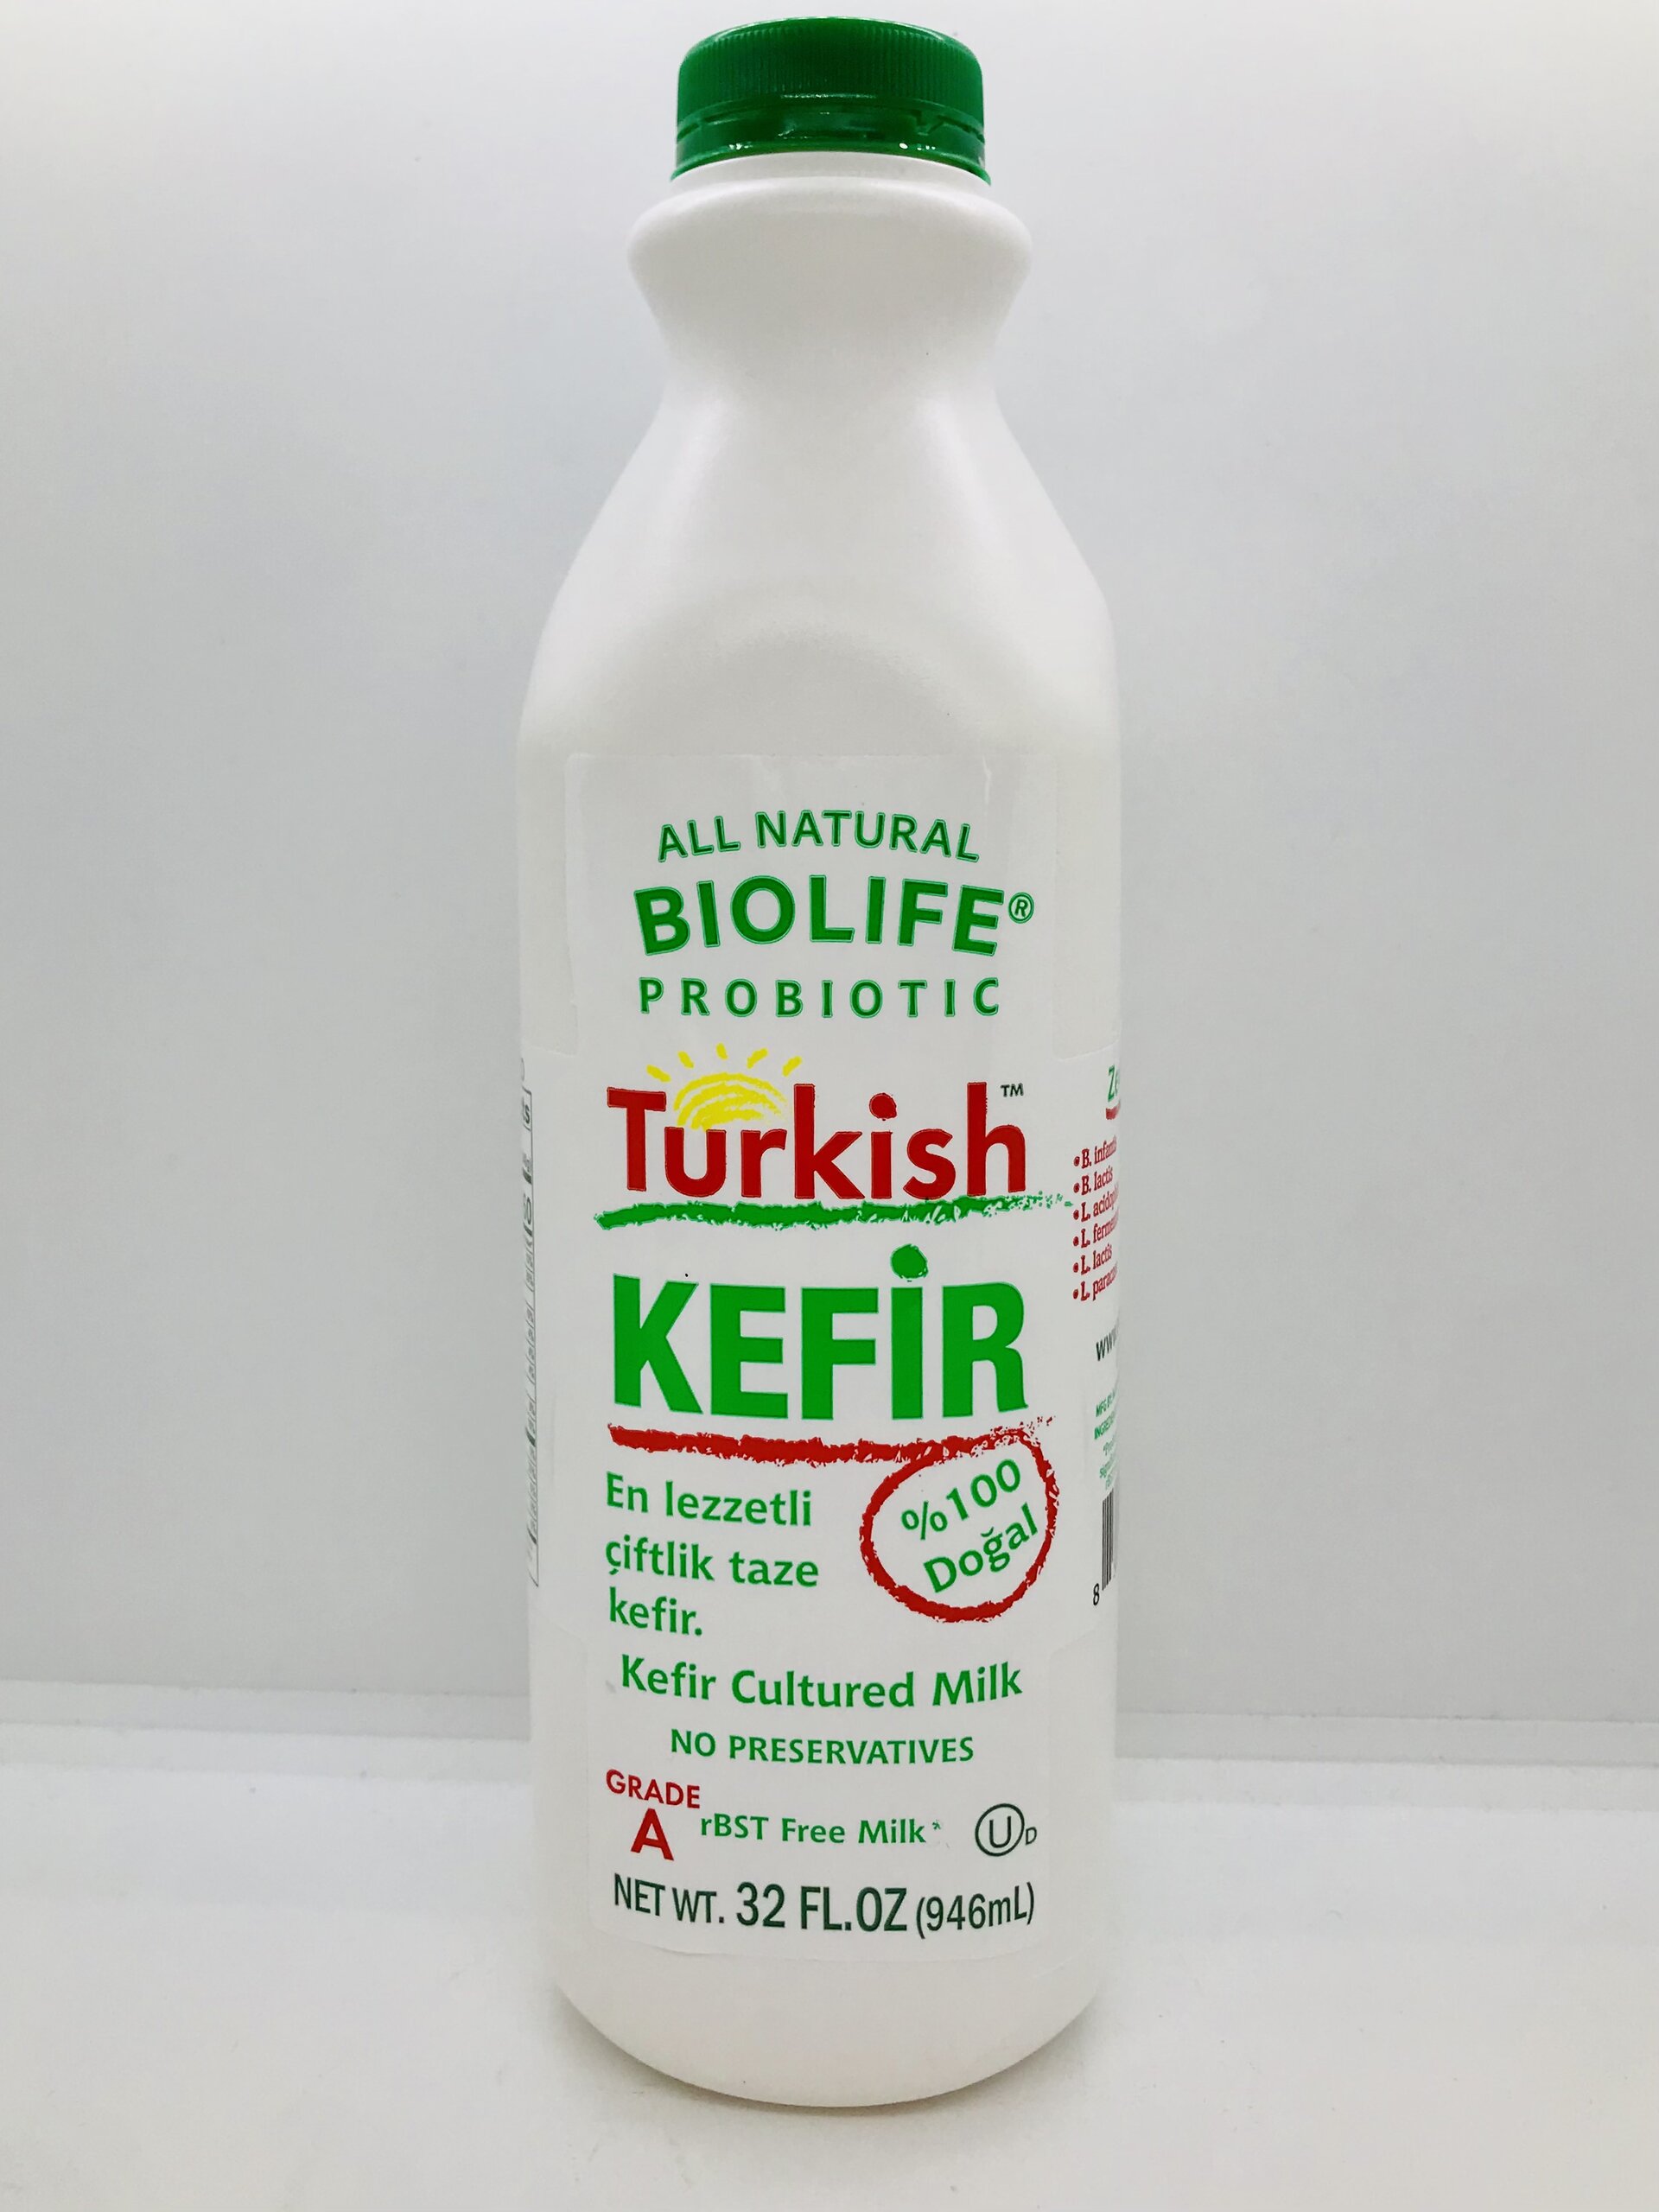 ALL NATURAL
BIOLIFE®
PROBIOTIC
Turkish™
KEFİR
En lezzetli
çiftlik taze
kefir.
%100
Doğal
Kefir Cultured Milk
NO PRESERVATIVES
GRADE
A
rBST Free Milk*
U D
NET WT. 32 FL.OZ (946mL)
• B.
• B. lactis
• L.
• L.
• L. lactis
• L.
8